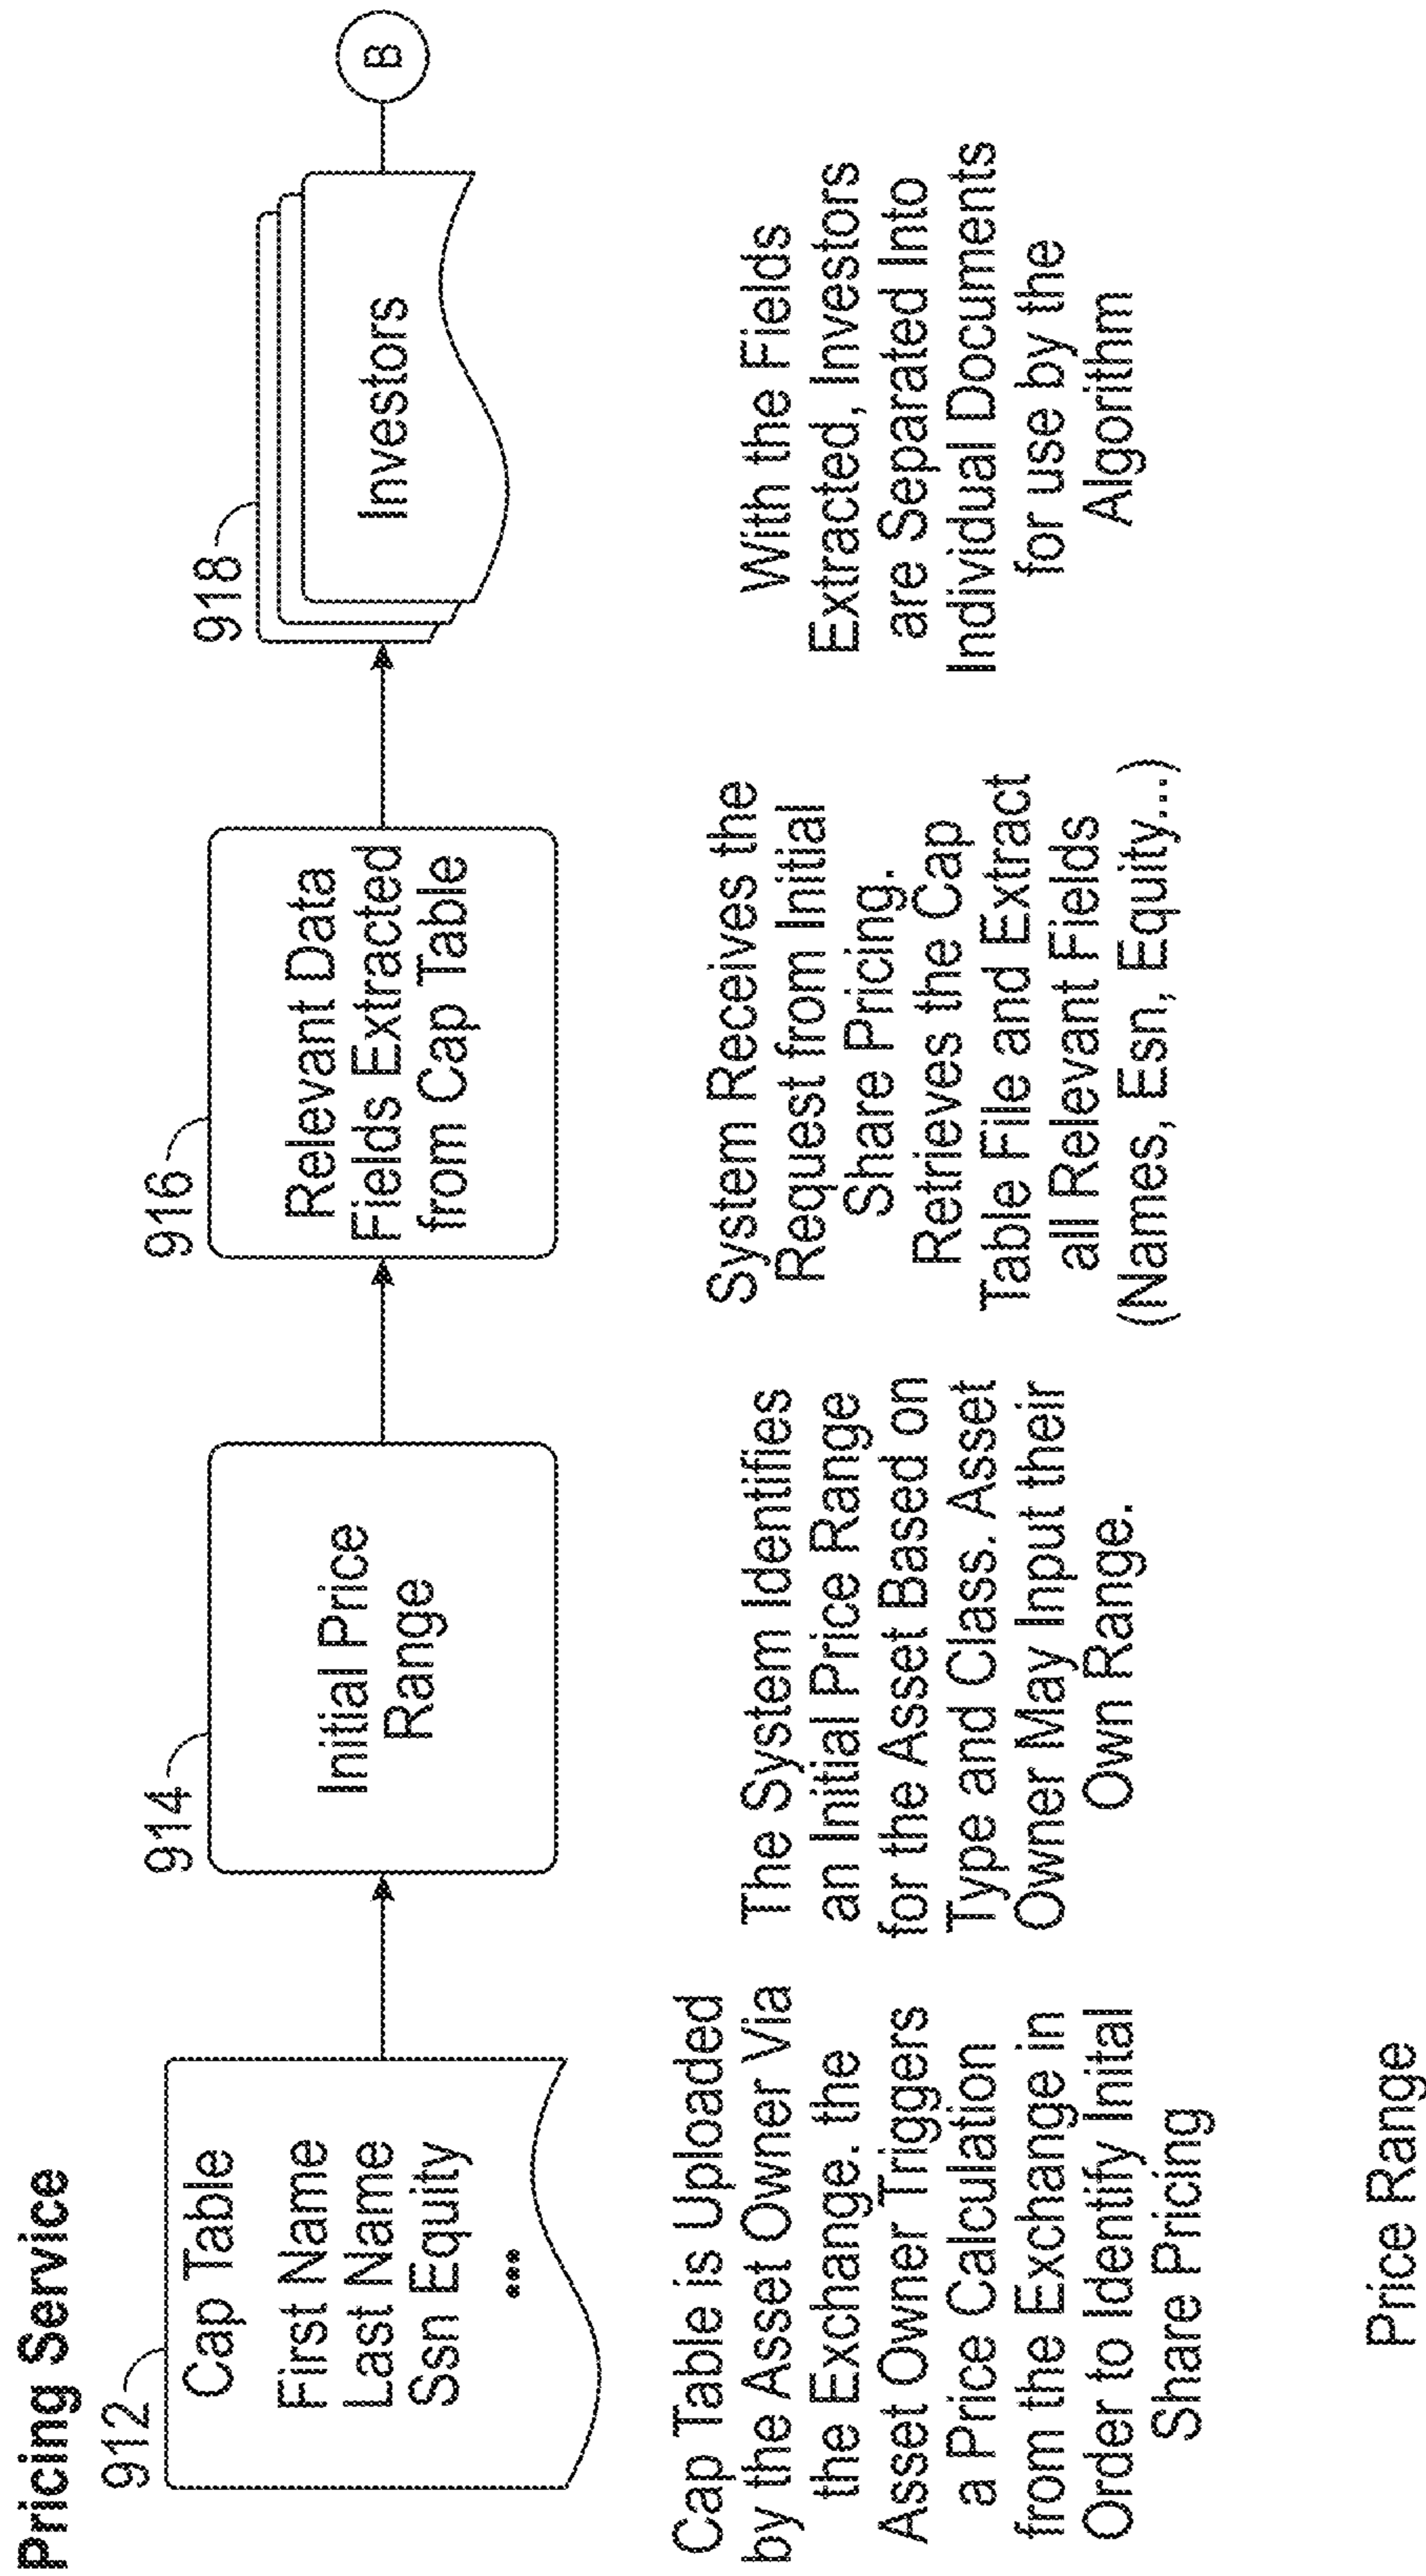 Pricing Service
912
Cap Table
First Name
Last Name
Ssn Equity
...
Cap Table is Uploaded
by the Asset Owner Via
the Exchange. the
Asset Owner Triggers
a Price Calculation
from the Exchange in
Order to Identify Inital
Share Pricing
914
Initial Price
Range
The System Identifies
an Initial Price Range
for the Asset Based on
Type and Class. Asset
Owner May Input their
Own Range.
916
Relevant Data
Fields Extracted
from Cap Table
System Receives the
Request from Initial
Share Pricing.
Retrieves the Cap
Table File and Extract
all Relevant Fields
(Names, Esn, Equity...)
918
Investors
With the Fields
Extracted, Investors
are Separated Into
Individual Documents
for use by the
Algorithm
B
Price Range